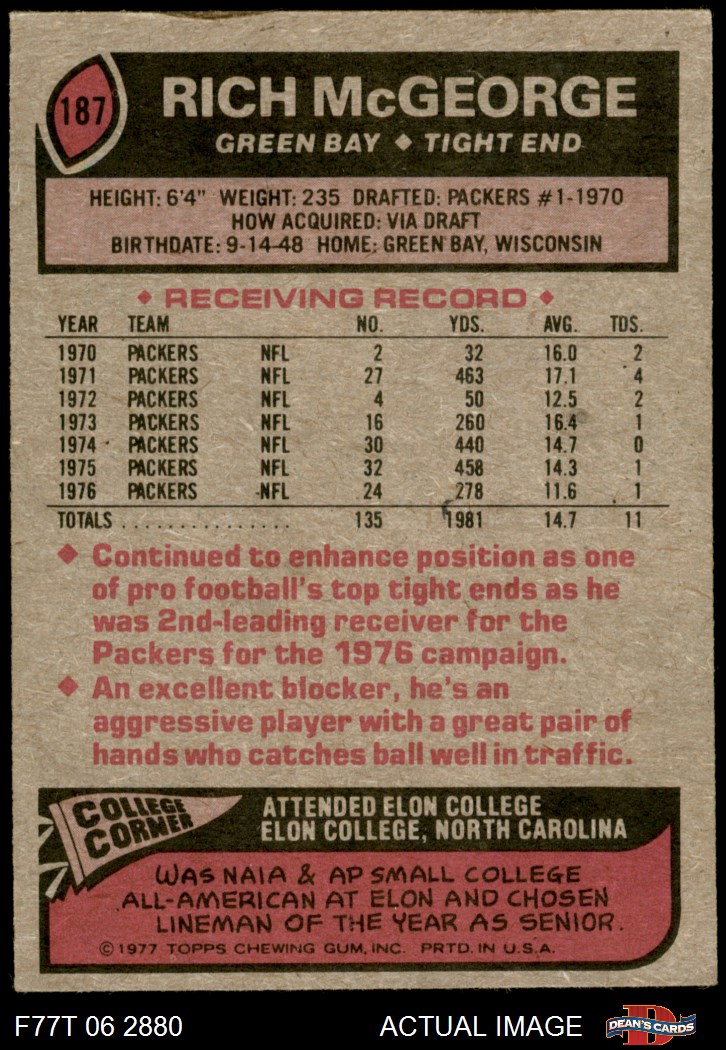 187
RICH McGEORGE
GREEN BAY ◆ TIGHT END
HEIGHT: 6'4" WEIGHT: 235 DRAFTED: PACKERS #1-1970
HOW ACQUIRED: VIA DRAFT
BIRTHDATE: 9-14-48 HOME: GREEN BAY, WISCONSIN
◆ RECEIVING RECORD ◆
YEAR TEAM NO. YDS. AVG. TDS.
1970 PACKERS NFL 2 32 16.0 2
1971 PACKERS NFL 27 463 17.1 4
1972 PACKERS NFL 4 50 12.5 2
1973 PACKERS NFL 16 260 16.4 1
1974 PACKERS NFL 30 440 14.7 0
1975 PACKERS NFL 32 458 14.3 1
1976 PACKERS NFL 24 278 11.6 1
TOTALS ................ 135 1981 14.7 11
◆ Continued to enhance position as one
of pro football's top tight ends as he
was 2nd-leading receiver for the
Packers for the 1976 campaign.
◆ An excellent blocker, he's an
aggressive player with a great pair of
hands who catches ball well in traffic.
COLLEGE
CORNER
ATTENDED ELON COLLEGE
ELON COLLEGE, NORTH CAROLINA
WAS NAIA & AP SMALL COLLEGE
ALL-AMERICAN AT ELON AND CHOSEN
LINEMAN OF THE YEAR AS SENIOR.
© 1977 TOPPS CHEWING GUM, INC. PRTD. IN U.S.A.
F77T 06 2880 ACTUAL IMAGE
D
DEAN'S CARDS